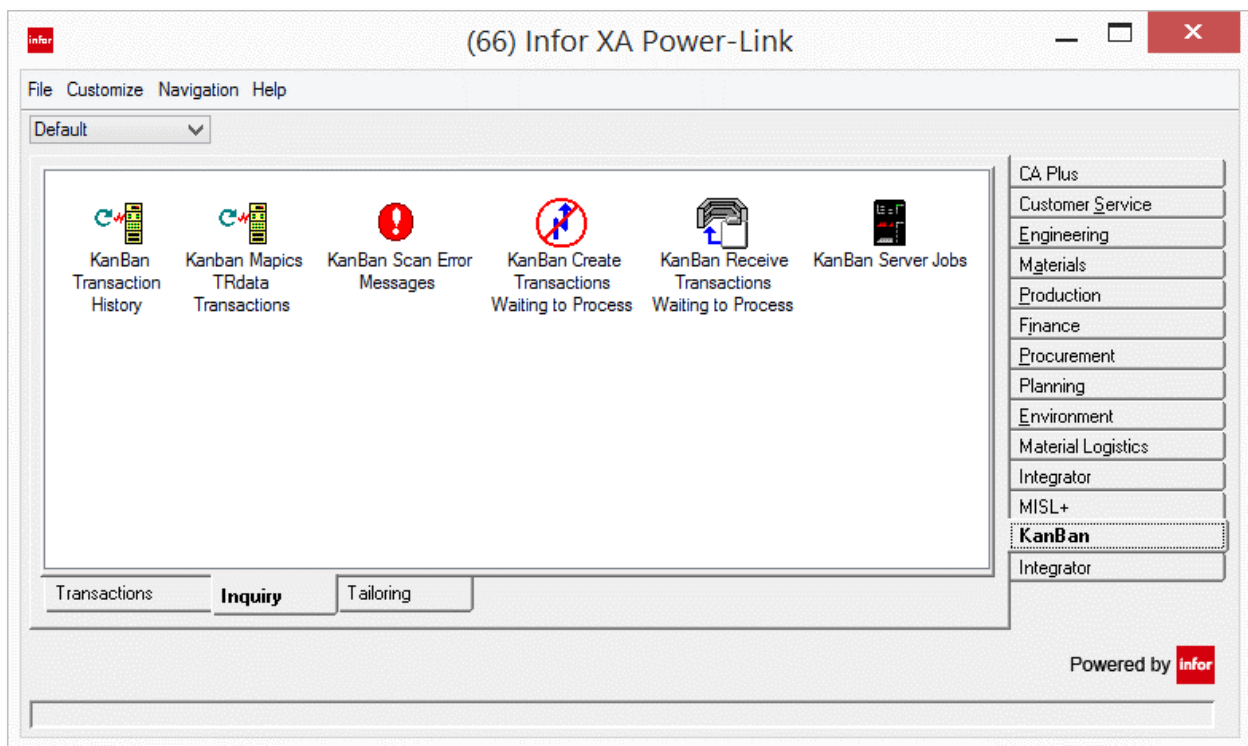 infor
(66) Infor XA Power-Link
File Customize Navigation Help
Default
KanBan
Transaction
History
Kanban Mapics
TRdata
Transactions
KanBan Scan Error
Messages
KanBan Create
Transactions
Waiting to Process
KanBan Receive
Transactions
Waiting to Process
KanBan Server Jobs
CA Plus
Customer Service
Engineering
Materials
Production
Finance
Procurement
Planning
Environment
Material Logistics
Integrator
MISL+
KanBan
Integrator
Transactions
Inquiry
Tailoring
Powered by infor